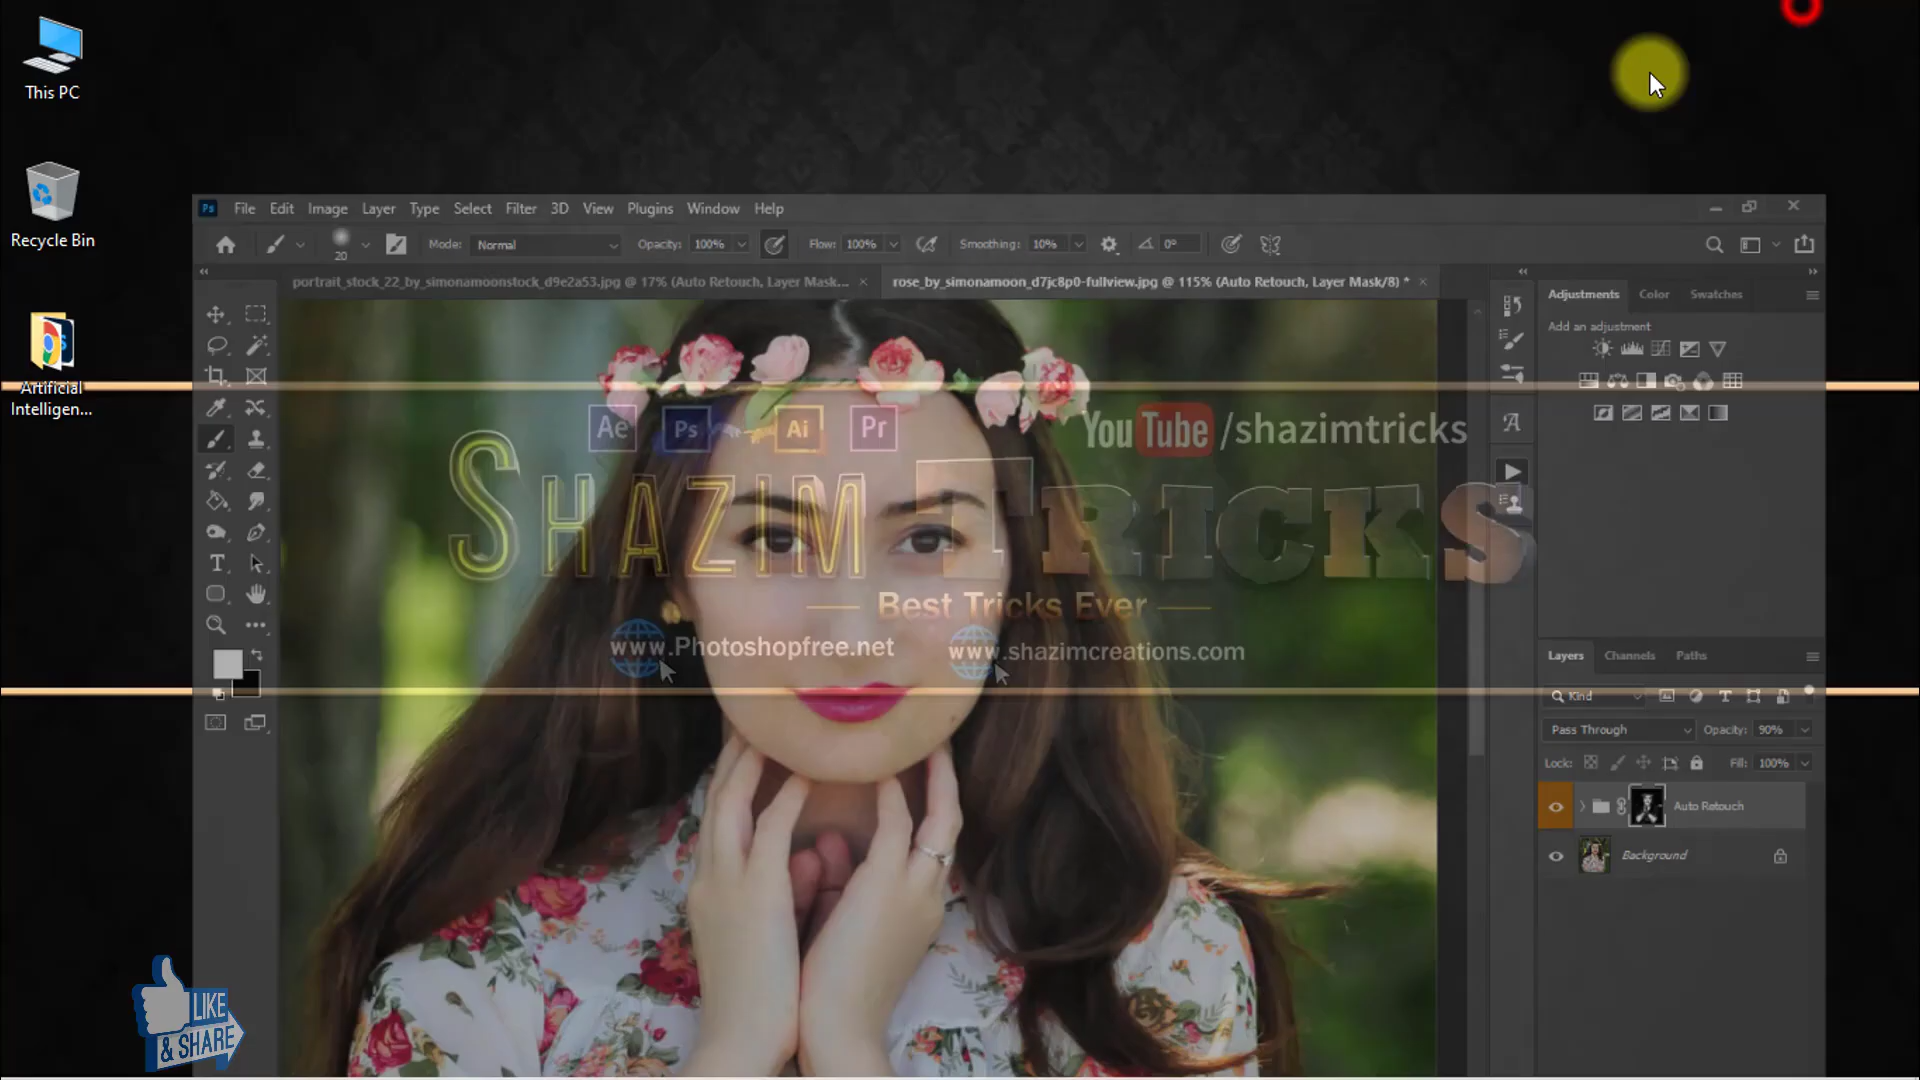 This PC
Recycle Bin
Artificial
Intelligen...
Ps File Edit Image Layer Type Select Filter 3D View Plugins Window Help
20 Mode: Normal Opacity: 100% Flow: 100% Smoothing: 10% 0°
portrait_stock_22_by_simonamoonstock_d9e2a53.jpg @ 17% (Auto Retouch, Layer Mask... × rose_by_simonamoon_d7jc8p0-fullview.jpg @ 115% (Auto Retouch, Layer Mask/8) * ×
Adjustments Color Swatches
Add an adjustment
Ae Ps Ai Pr
YouTube/shazimtricks
SHAZIM TRICKS
Best Tricks Ever
www.Photoshopfree.net www.shazimcreations.com
Layers Channels Paths
Kind
Pass Through Opacity: 90%
Lock: Fill: 100%
Auto Retouch
Background
LIKE
& SHARE